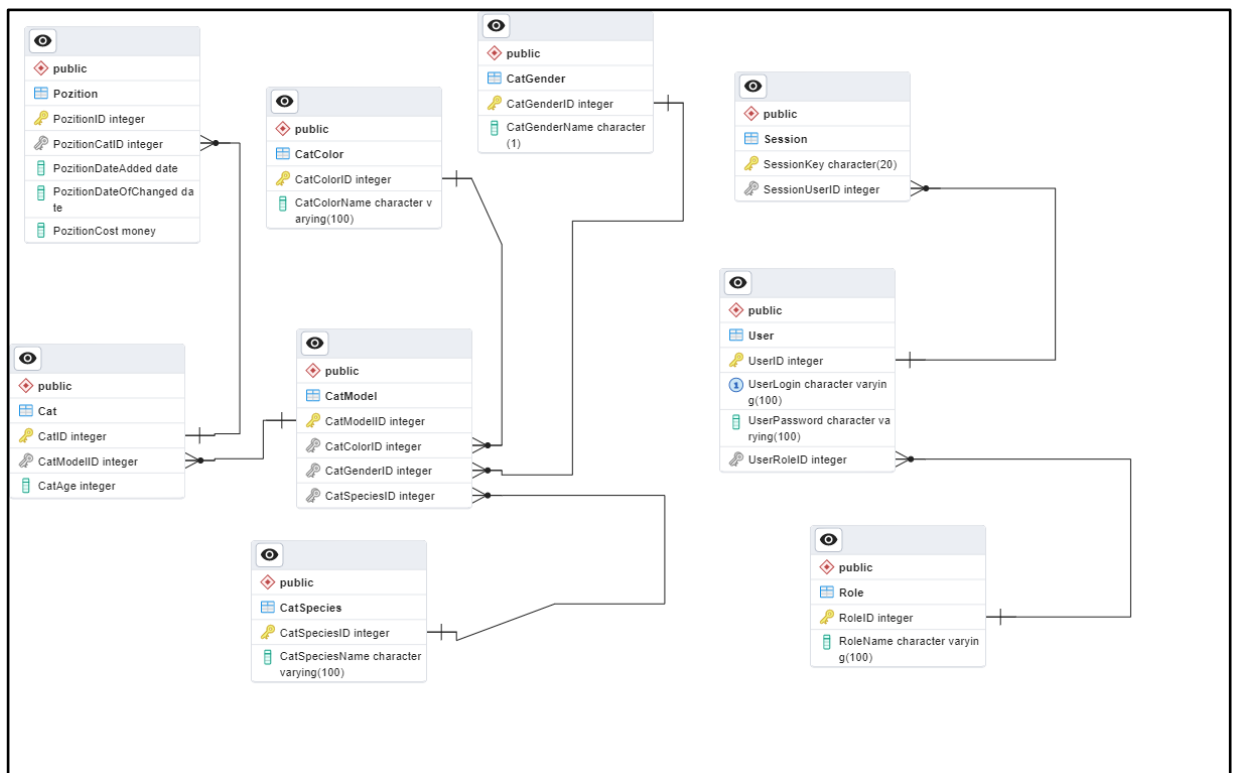 public
Pozition
PozitionID integer
PozitionCatID integer
PozitionDateAdded date
PozitionDateOfChanged da
te
PozitionCost money
public
CatColor
CatColorID integer
CatColorName character v
arying(100)
public
CatGender
CatGenderID integer
CatGenderName character
(1)
public
Session
SessionKey character(20)
SessionUserID integer
public
User
UserID integer
1
UserLogin character varyin
g(100)
UserPassword character va
rying(100)
UserRoleID integer
public
Cat
CatID integer
CatModelID integer
CatAge integer
public
CatModel
CatModelID integer
CatColorID integer
CatGenderID integer
CatSpeciesID integer
public
CatSpecies
CatSpeciesID integer
CatSpeciesName character
varying(100)
public
Role
RoleID integer
RoleName character varyin
g(100)